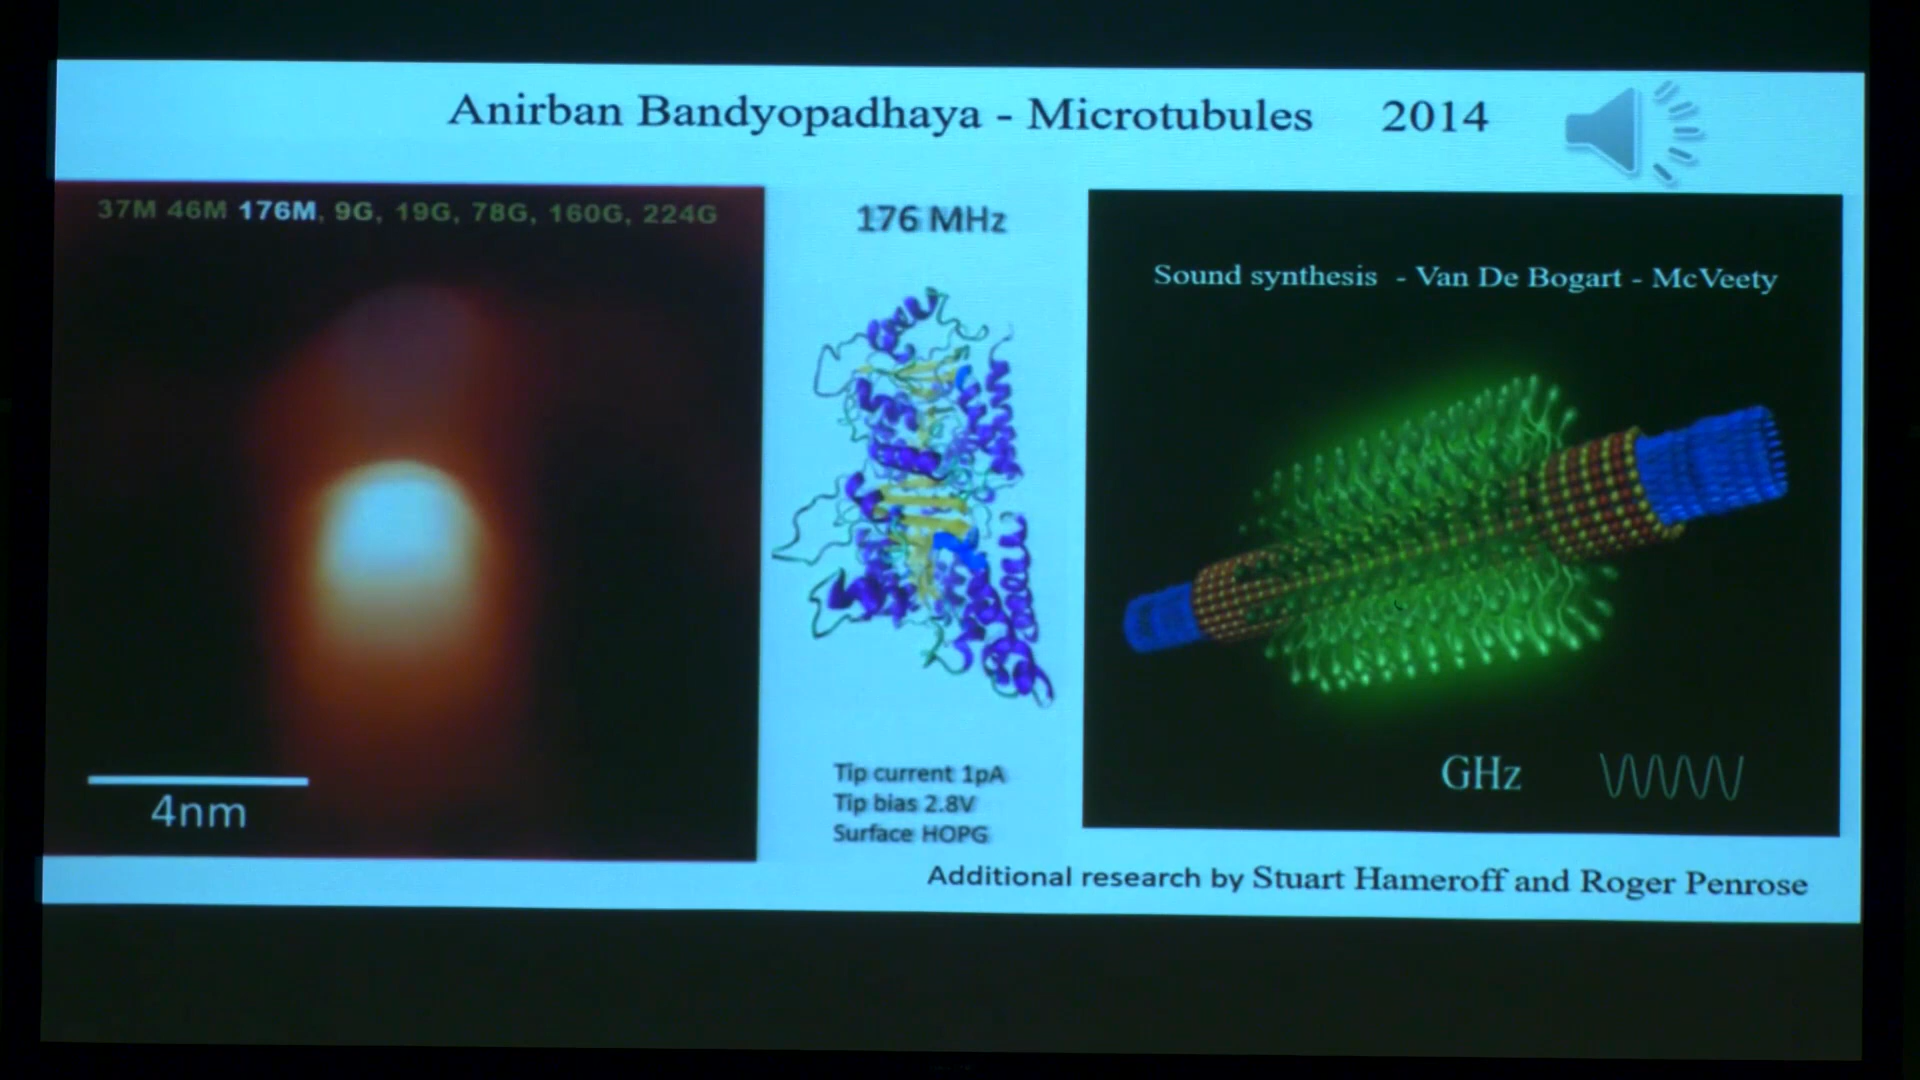 Anirban Bandyopadhaya - Microtubules 2014
37M 46M 176M, 9G, 19G, 78G, 160G, 224G
4nm
176 MHz
Tip current 1pA
Tip bias 2.8V
Surface HOPG
Sound synthesis - Van De Bogart - McVeety
GHz
Additional research by Stuart Hameroff and Roger Penrose